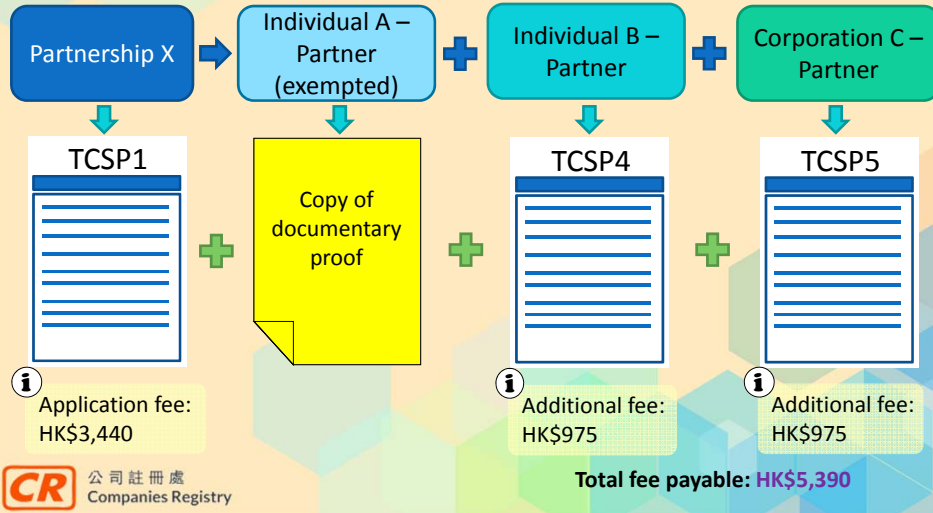 Partnership X
Individual A –
Partner
(exempted)
Individual B –
Partner
Corporation C –
Partner
TCSP1
Copy of
documentary
proof
TCSP4
TCSP5
i
Application fee:
HK$3,440
i
Additional fee:
HK$975
i
Additional fee:
HK$975
CR
公司註冊處
Companies Registry
Total fee payable: HK$5,390